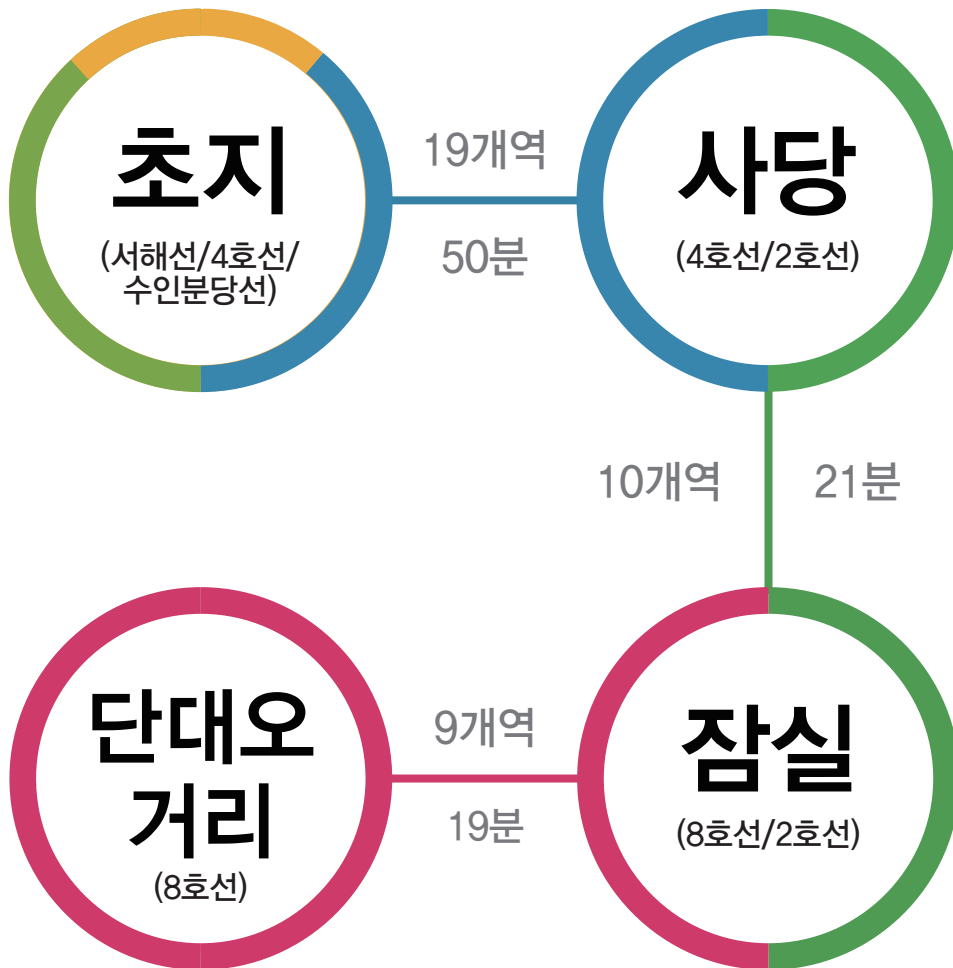 초지
(서해선/4호선/
수인분당선)
19개역
50분
사당
(4호선/2호선)
10개역
21분
잠실
(8호선/2호선)
9개역
19분
단대오
거리
(8호선)